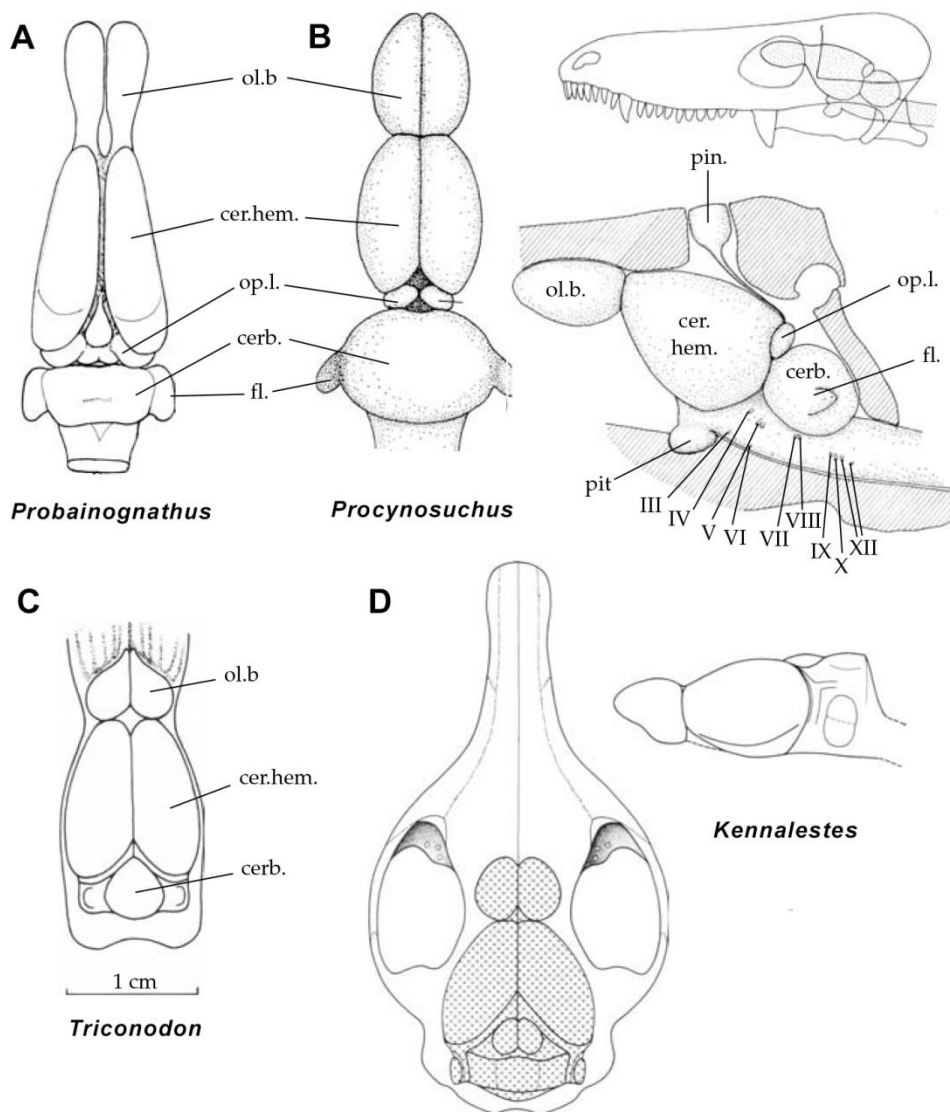 A
B
ol.b
cer.hem.
op.l.
cerb.
fl.
Probainognathus
Procynosuchus
pin.
ol.b.
op.l.
cer.
hem.
cerb.
fl.
pit
III
IV
V
VI
VII
VIII
IX
X
XII
C
D
ol.b
cer.hem.
cerb.
1 cm
Triconodon
Kennalestes